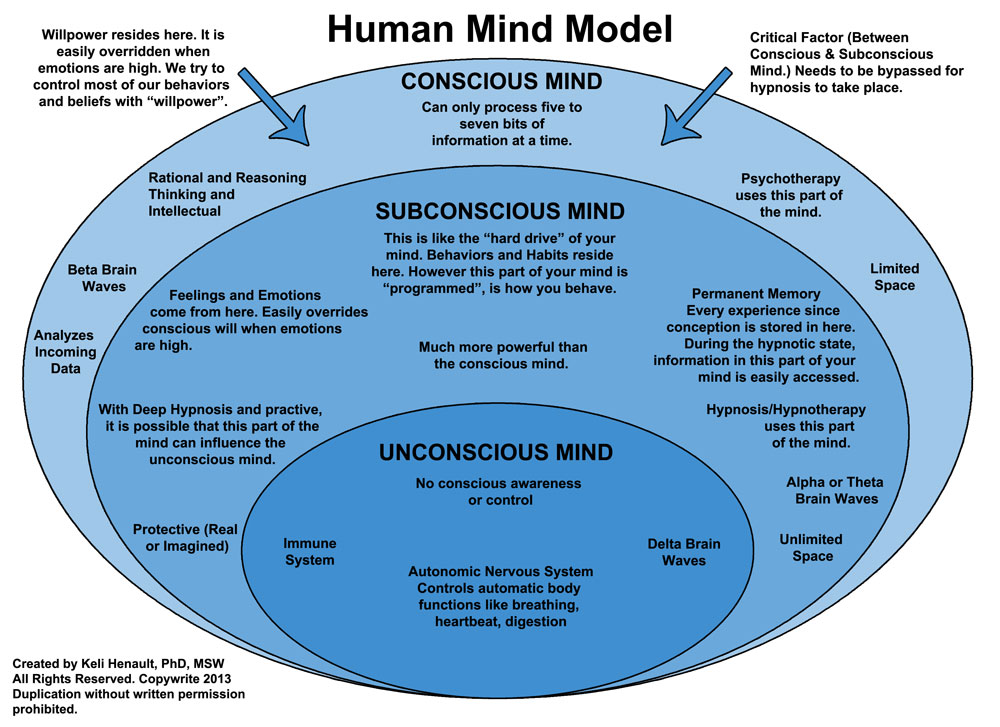 Human Mind Model
Willpower resides here. It is
easily overridden when
emotions are high. We try to
control most of our behaviors
and beliefs with “willpower”.
Critical Factor (Between
Conscious & Subconscious
Mind.) Needs to be bypassed for
hypnosis to take place.
CONSCIOUS MIND
Can only process five to
seven bits of
information at a time.
Rational and Reasoning
Thinking and
Intellectual
Psychotherapy
uses this part of
the mind.
Beta Brain
Waves
Limited
Space
Analyzes
Incoming
Data
SUBCONSCIOUS MIND
This is like the “hard drive” of your
mind. Behaviors and Habits reside
here. However this part of your mind is
“programmed”, is how you behave.
Feelings and Emotions
come from here. Easily overrides
conscious will when emotions
are high.
Much more powerful than
the conscious mind.
Permanent Memory
Every experience since
conception is stored in here.
During the hypnotic state,
information in this part of your
mind is easily accessed.
With Deep Hypnosis and practive,
it is possible that this part of the
mind can influence the
unconscious mind.
Hypnosis/Hypnotherapy
uses this part
of the mind.
Alpha or Theta
Brain Waves
Protective (Real
or Imagined)
Unlimited
Space
UNCONSCIOUS MIND
No conscious awareness
or control
Immune
System
Delta Brain
Waves
Autonomic Nervous System
Controls automatic body
functions like breathing,
heartbeat, digestion
Created by Keli Henault, PhD, MSW
All Rights Reserved. Copywrite 2013
Duplication without written permission
prohibited.